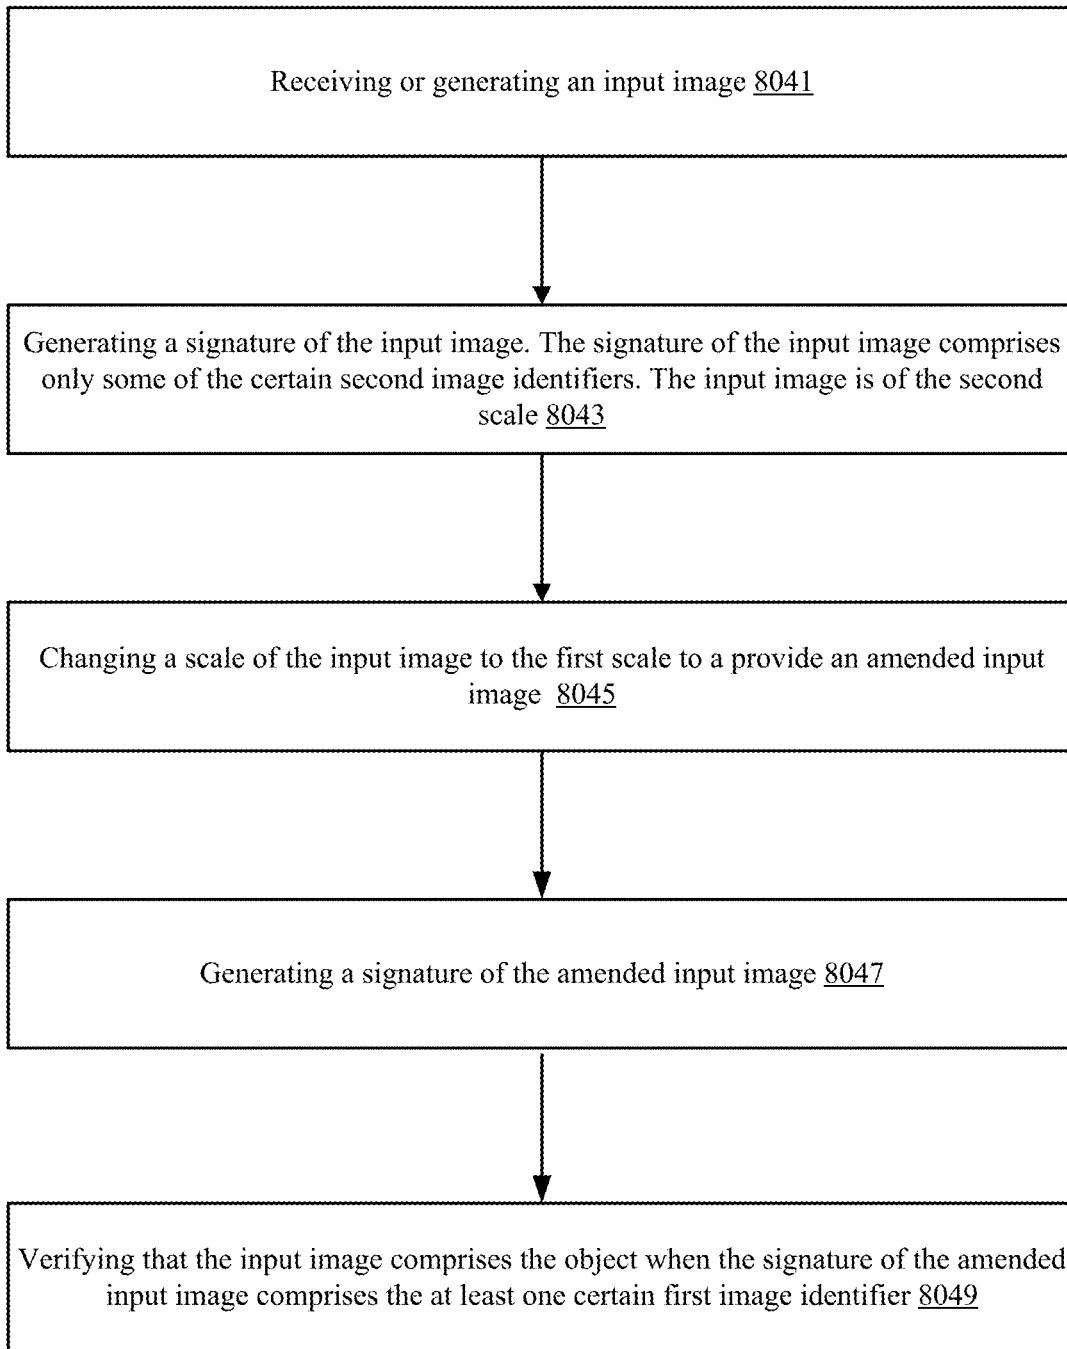 Receiving or generating an input image 8041
Generating a signature of the input image. The signature of the input image comprises
only some of the certain second image identifiers. The input image is of the second
scale 8043
Changing a scale of the input image to the first scale to a provide an amended input
image 8045
Generating a signature of the amended input image 8047
Verifying that the input image comprises the object when the signature of the amended
input image comprises the at least one certain first image identifier 8049